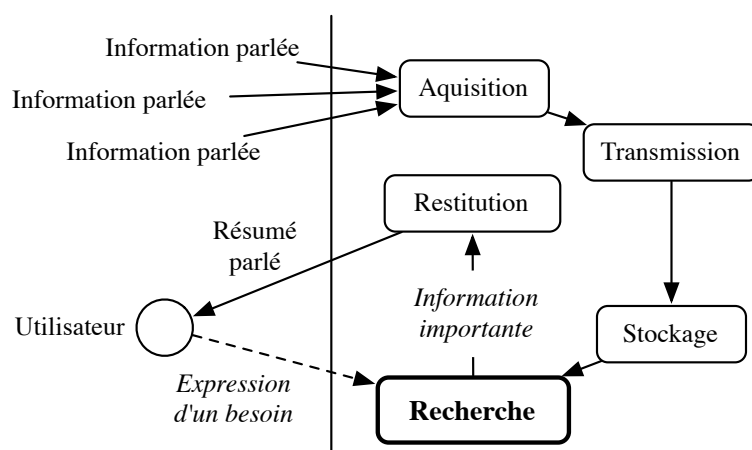 Information parlée
Information parlée
Information parlée
Aquisition
Transmission
Restitution
Résumé
parlé
Information
importante
Utilisateur
Stockage
Expression
d'un besoin
Recherche